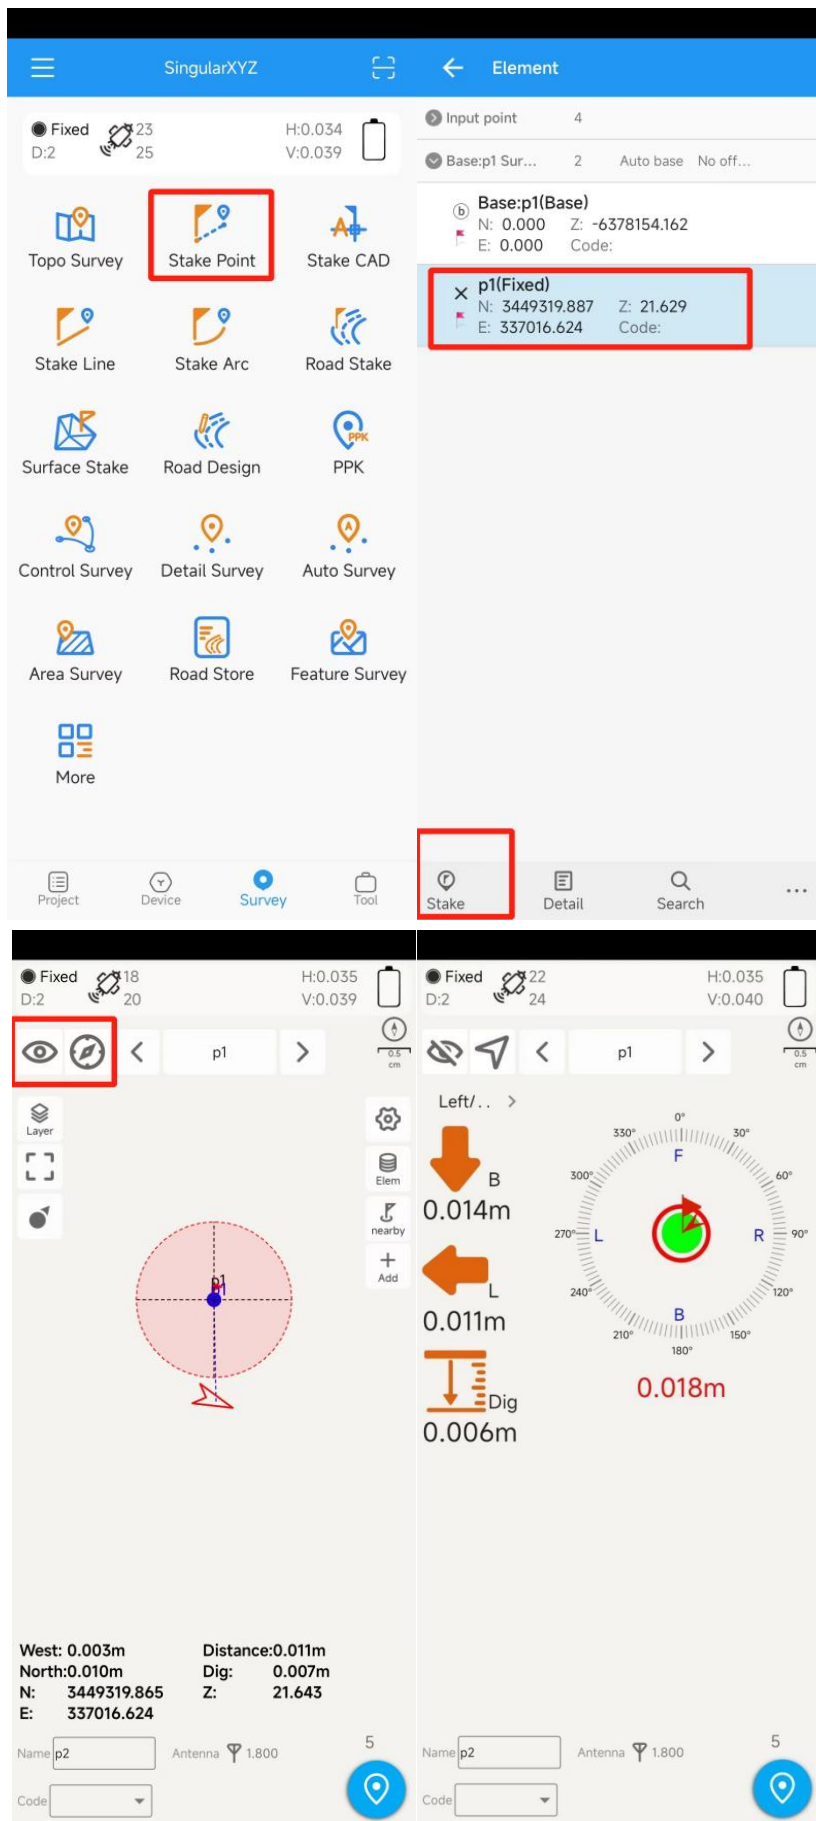 SingularXYZ
Fixed 23 H:0.034
D:2 25 V:0.039
Topo Survey Stake Point Stake CAD
Stake Line Stake Arc Road Stake
PPK
Surface Stake Road Design PPK
Control Survey Detail Survey Auto Survey
Area Survey Road Store Feature Survey
More
Project Device Survey Tool
Element
Input point 4
Base:p1 Sur... 2 Auto base No off...
b Base:p1(Base)
N: 0.000 Z: -6378154.162
E: 0.000 Code:
p1(Fixed)
N: 3449319.887 Z: 21.629
E: 337016.624 Code:
Stake Detail Search ...
Fixed 18 H:0.035
D:2 20 V:0.039
p1
0.5
cm
Layer
Elem
nearby
Add
p1
West: 0.003m Distance:0.011m
North:0.010m Dig: 0.007m
N: 3449319.865 Z: 21.643
E: 337016.624
Name p2 Antenna 1.800 5
Code
Fixed 22 H:0.035
D:2 24 V:0.040
p1
0.5
cm
Left/.. >
B
0.014m
L
0.011m
Dig
0.006m
0°
330° 30°
F
300° 60°
270° L R 90°
240° 120°
B
210° 150°
180°
0.018m
Name p2 Antenna 1.800 5
Code